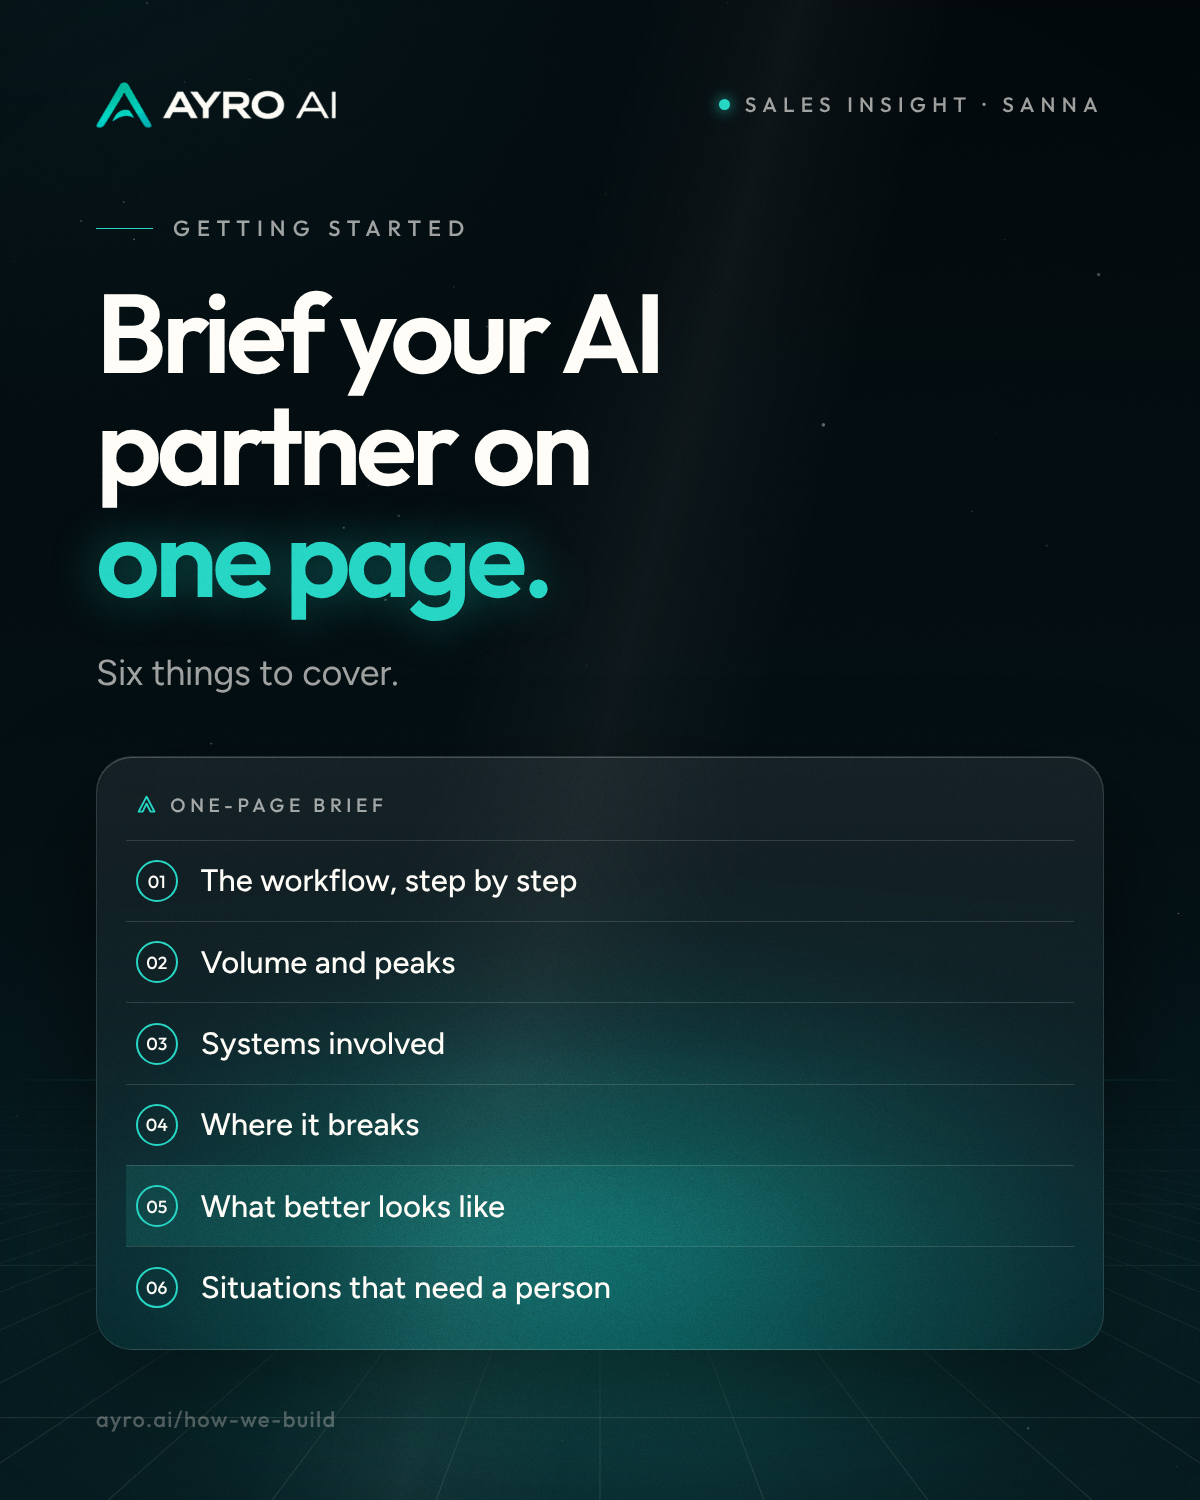 AYRO AI
SALES INSIGHT · SANNA
GETTING STARTED
Brief your AI
partner on
one page.
Six things to cover.
ONE-PAGE BRIEF
01 The workflow, step by step
02 Volume and peaks
03 Systems involved
04 Where it breaks
05 What better looks like
06 Situations that need a person
ayro.ai/how-we-build